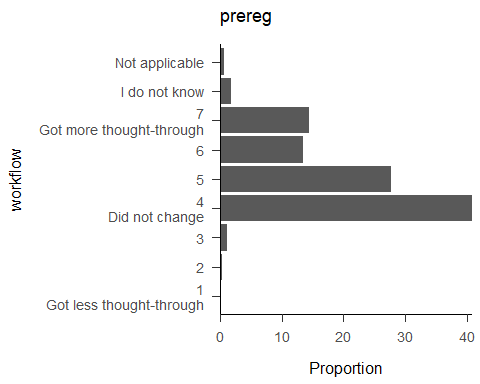 prereg
Not applicable
I do not know
7
Got more thought-through
6
5
4
Did not change
3
2
1
Got less thought-through
workflow
0
10
20
30
40
Proportion